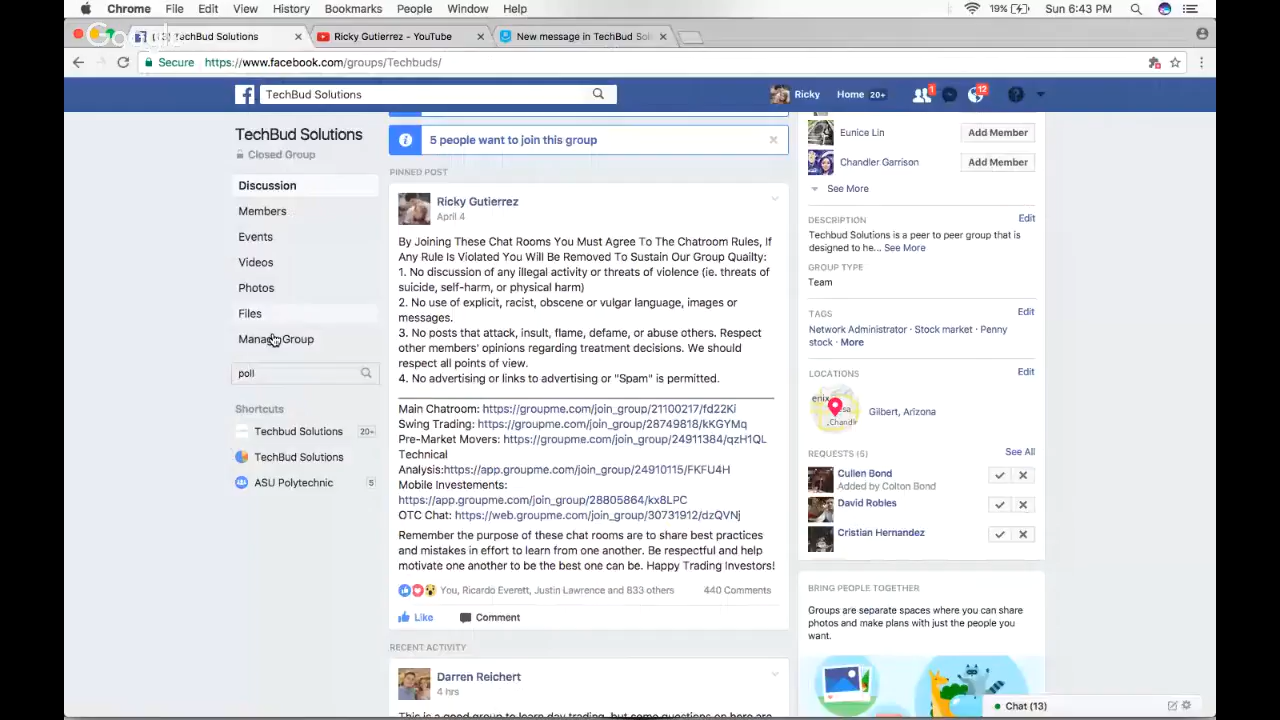 Chrome File Edit View History Bookmarks People Window Help
19% Sun 6:43 PM
TechBud Solutions
Ricky Gutierrez - YouTube
New message in TechBud Sol
Secure https://www.facebook.com/groups/Techbuds/
TechBud Solutions
Ricky Home 20+ 1 12
TechBud Solutions
Closed Group
Discussion
Members
Events
Videos
Photos
Files
Manage Group
poll
Shortcuts
Techbud Solutions 20+
TechBud Solutions
ASU Polytechnic 5
5 people want to join this group
PINNED POST
Ricky Gutierrez
April 4
By Joining These Chat Rooms You Must Agree To The Chatroom Rules, If
Any Rule Is Violated You Will Be Removed To Sustain Our Group Quailty:
1. No discussion of any illegal activity or threats of violence (ie. threats of
suicide, self-harm, or physical harm)
2. No use of explicit, racist, obscene or vulgar language, images or
messages.
3. No posts that attack, insult, flame, defame, or abuse others. Respect
other members' opinions regarding treatment decisions. We should
respect all points of view.
4. No advertising or links to advertising or "Spam" is permitted.
Main Chatroom: https://groupme.com/join_group/21100217/fd22Ki
Swing Trading: https://groupme.com/join_group/28749818/kKGYMq
Pre-Market Movers: https://groupme.com/join_group/24911384/qzH1QL
Technical
Analysis:https://app.groupme.com/join_group/24910115/FKFU4H
Mobile Investements:
https://app.groupme.com/join_group/28805864/kx8LPC
OTC Chat: https://web.groupme.com/join_group/30731912/dzQVNj
Remember the purpose of these chat rooms are to share best practices
and mistakes in effort to learn from one another. Be respectful and help
motivate one another to be the best one can be. Happy Trading Investors!
You, Ricardo Everett, Justin Lawrence and 833 others 440 Comments
Like Comment
RECENT ACTIVITY
Darren Reichert
4 hrs
This is a good group to learn day trading, but some questions on here are
Eunice Lin Add Member
Chandler Garrison Add Member
See More
DESCRIPTION Edit
Techbud Solutions is a peer to peer group that is
designed to he... See More
GROUP TYPE
Team
TAGS Edit
Network Administrator · Stock market · Penny
stock · More
LOCATIONS Edit
Gilbert, Arizona
REQUESTS (5) See All
Cullen Bond
Added by Colton Bond
David Robles
Cristian Hernandez
BRING PEOPLE TOGETHER
Groups are separate spaces where you can share
photos and make plans with just the people you
want.
Chat (13)